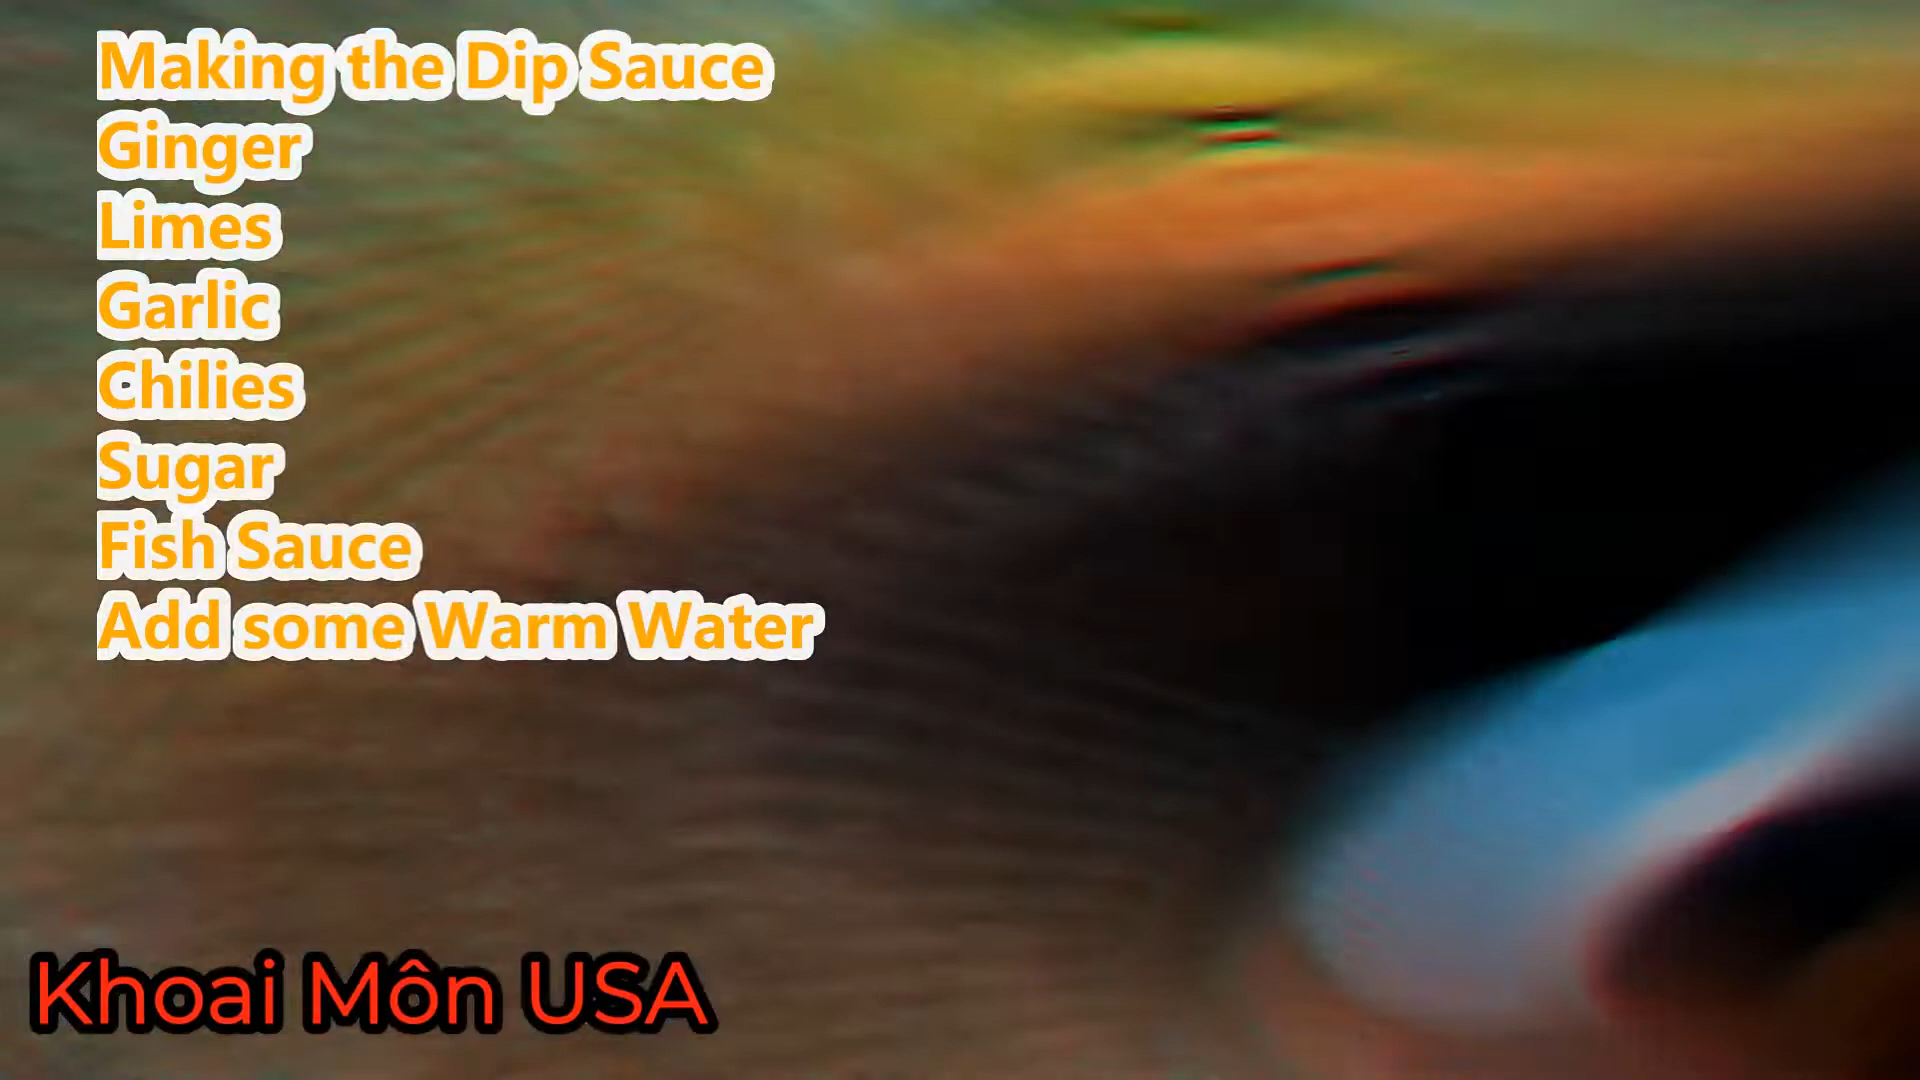 Making the Dip Sauce
Ginger
Limes
Garlic
Chilies
Sugar
Fish Sauce
Add some Warm Water
Khoai Môn USA